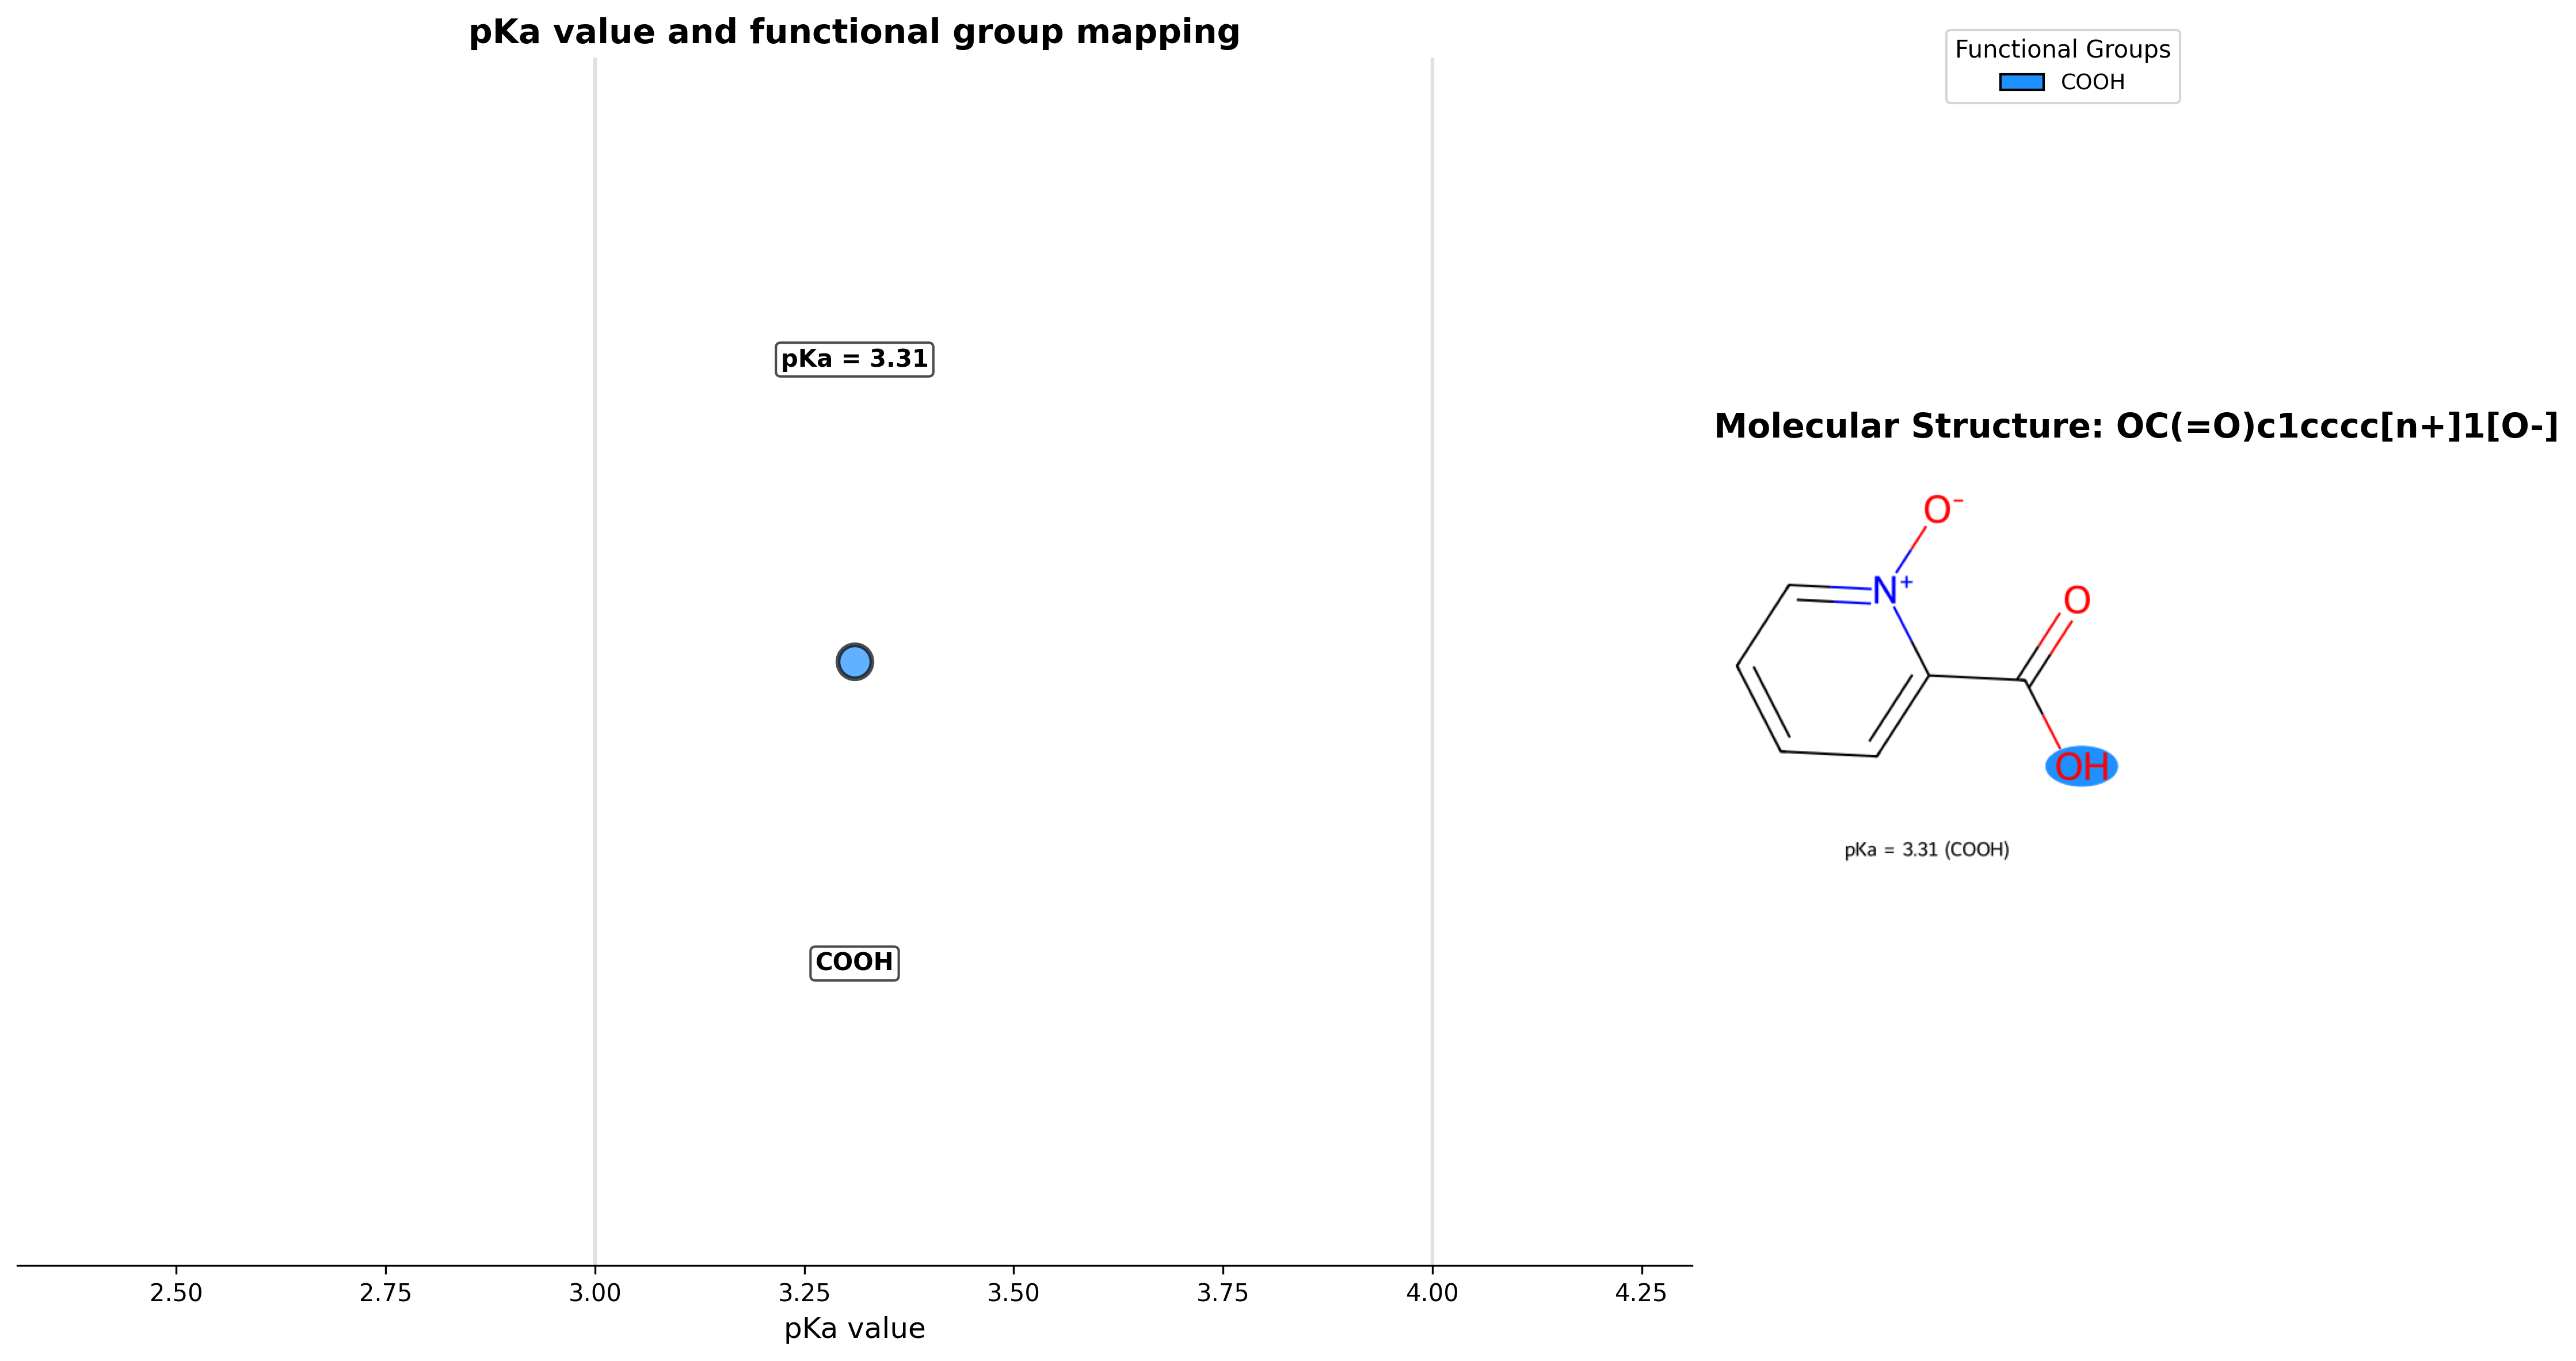 pKa value and functional group mapping
Functional Groups
COOH
pKa = 3.31
Molecular Structure: OC(=O)c1cccc[n+]1[O-]
O⁻
N⁺
O
OH
pKa = 3.31 (COOH)
COOH
2.50 2.75 3.00 3.25 3.50 3.75 4.00 4.25
pKa value